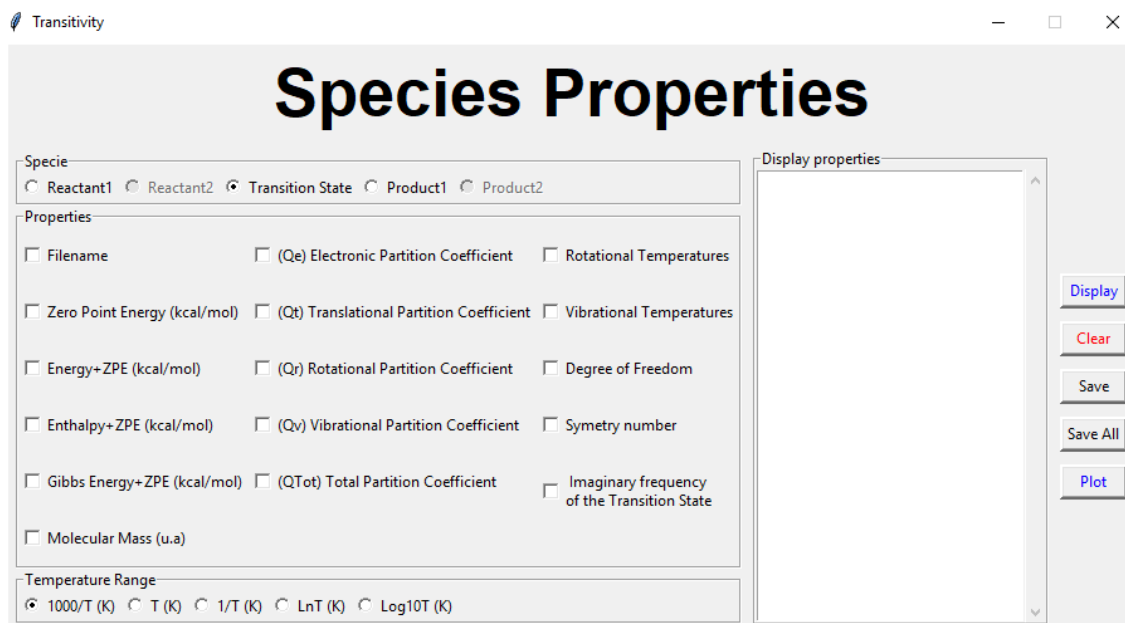 Transitivity
Species Properties
Specie
Reactant1 Reactant2 Transition State Product1 Product2
Properties
Filename (Qe) Electronic Partition Coefficient Rotational Temperatures
Zero Point Energy (kcal/mol) (Qt) Translational Partition Coefficient Vibrational Temperatures
Energy+ZPE (kcal/mol) (Qr) Rotational Partition Coefficient Degree of Freedom
Enthalpy+ZPE (kcal/mol) (Qv) Vibrational Partition Coefficient Symetry number
Gibbs Energy+ZPE (kcal/mol) (QTot) Total Partition Coefficient Imaginary frequency
of the Transition State
Molecular Mass (u.a)
Temperature Range
1000/T (K) T (K) 1/T (K) LnT (K) Log10T (K)
Display properties
Display
Clear
Save
Save All
Plot